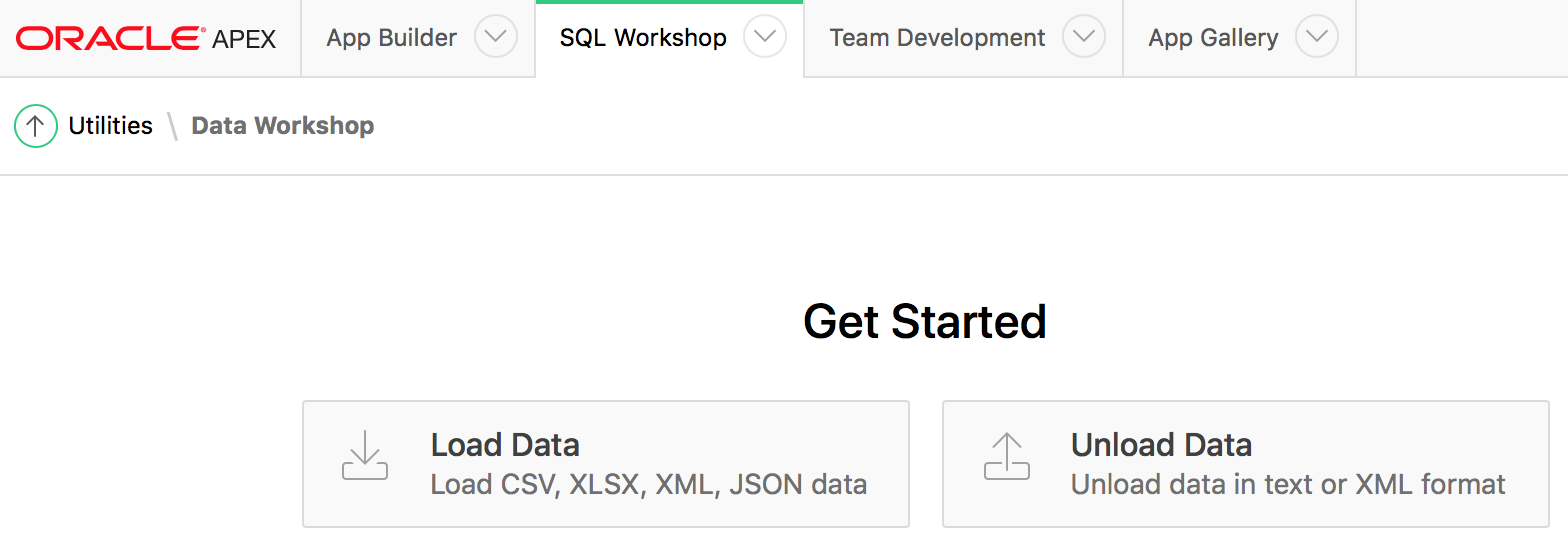 ORACLE® APEX App Builder SQL Workshop Team Development App Gallery
Utilities \ Data Workshop
Get Started
Load Data
Load CSV, XLSX, XML, JSON data
Unload Data
Unload data in text or XML format